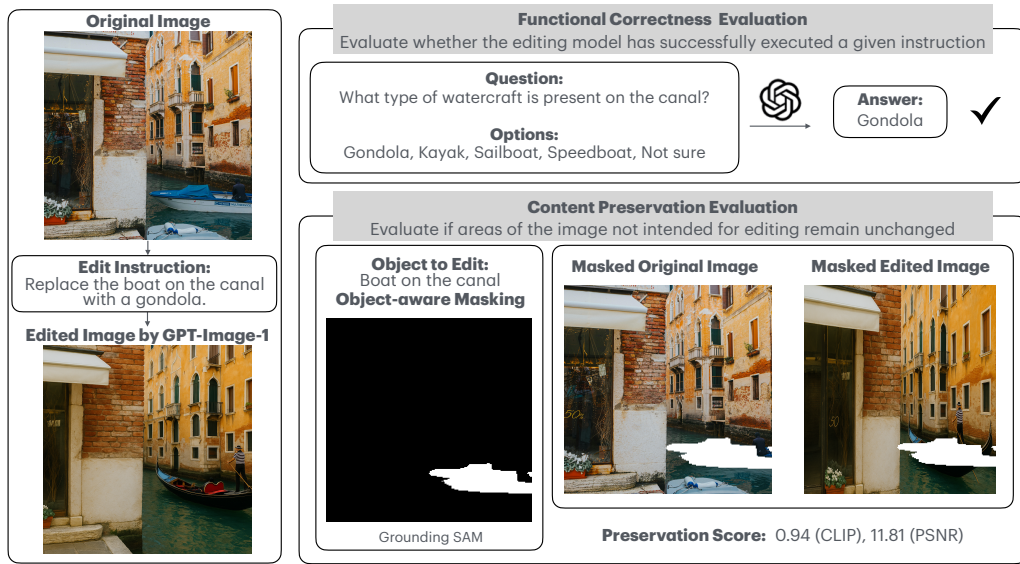 Original Image
Edit Instruction:
Replace the boat on the canal
with a gondola.
Edited Image by GPT-Image-1
Functional Correctness Evaluation
Evaluate whether the editing model has successfully executed a given instruction
Question:
What type of watercraft is present on the canal?
Options:
Gondola, Kayak, Sailboat, Speedboat, Not sure
Answer:
Gondola
Content Preservation Evaluation
Evaluate if areas of the image not intended for editing remain unchanged
Object to Edit:
Boat on the canal
Object-aware Masking
Grounding SAM
Masked Original Image
Masked Edited Image
50
Preservation Score: 0.94 (CLIP), 11.81 (PSNR)